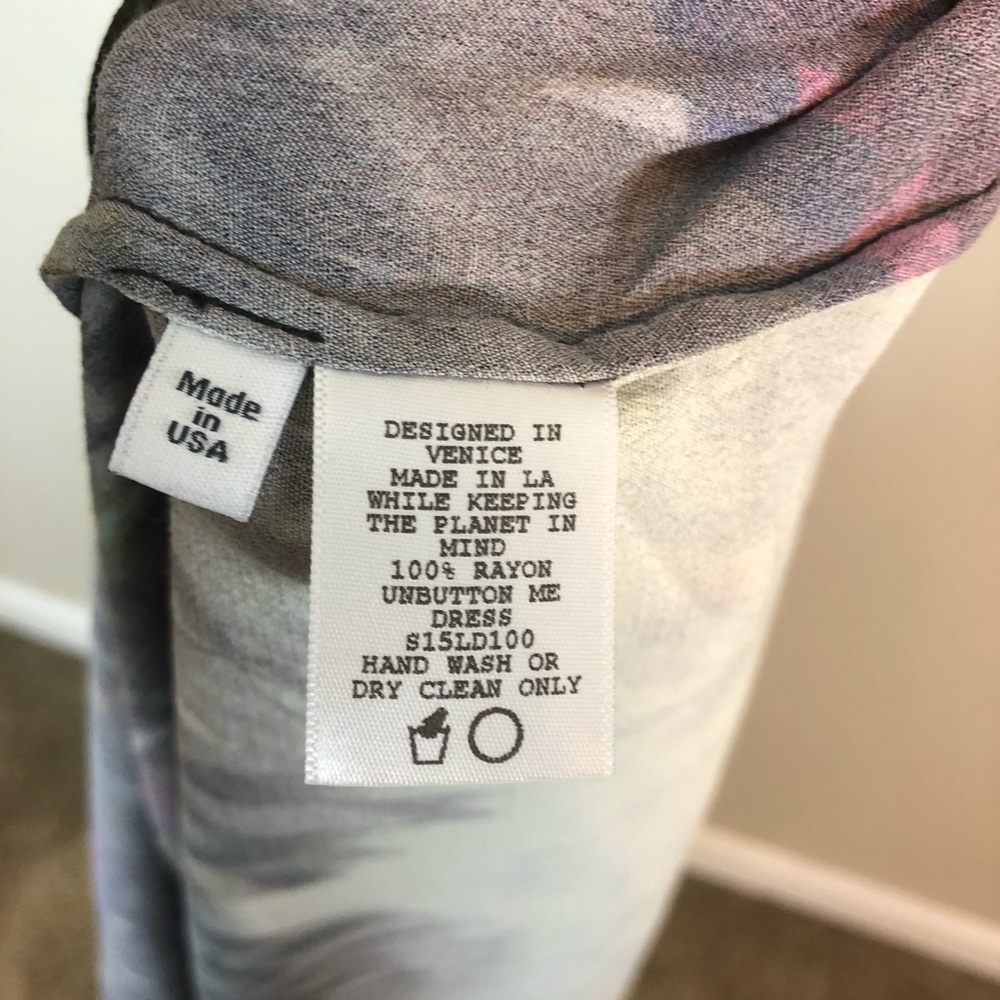 Made
in
USA
DESIGNED IN
VENICE
MADE IN LA
WHILE KEEPING
THE PLANET IN
MIND
100% RAYON
UNBUTTON ME
DRESS
S15LD100
HAND WASH OR
DRY CLEAN ONLY